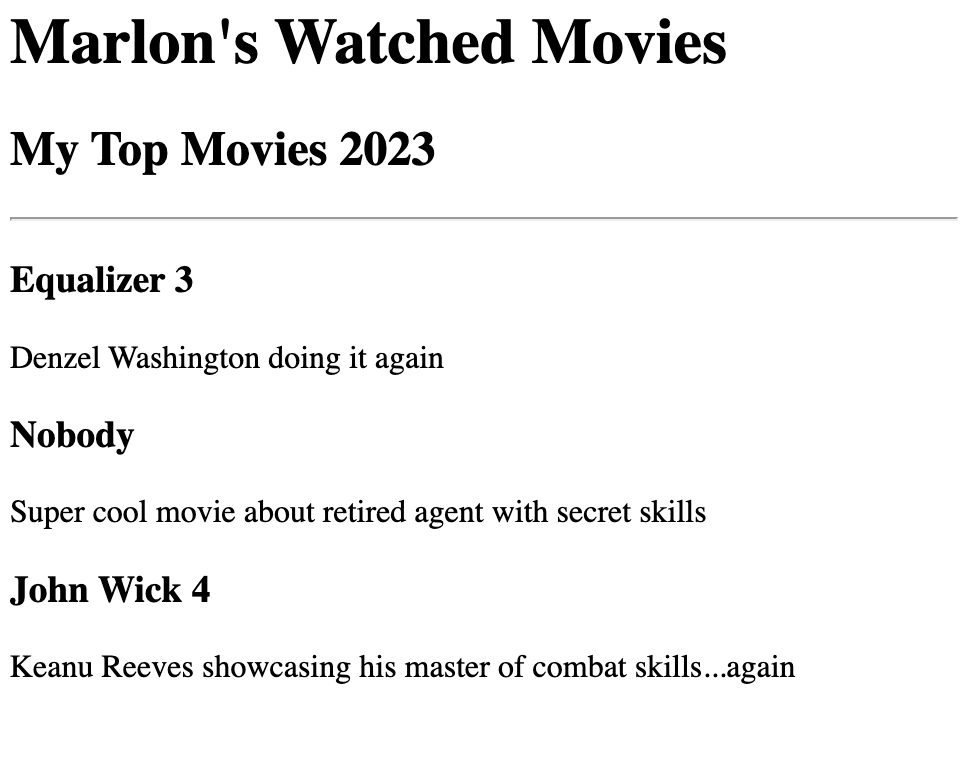 Marlon's Watched Movies
My Top Movies 2023
Equalizer 3
Denzel Washington doing it again
Nobody
Super cool movie about retired agent with secret skills
John Wick 4
Keanu Reeves showcasing his master of combat skills...again